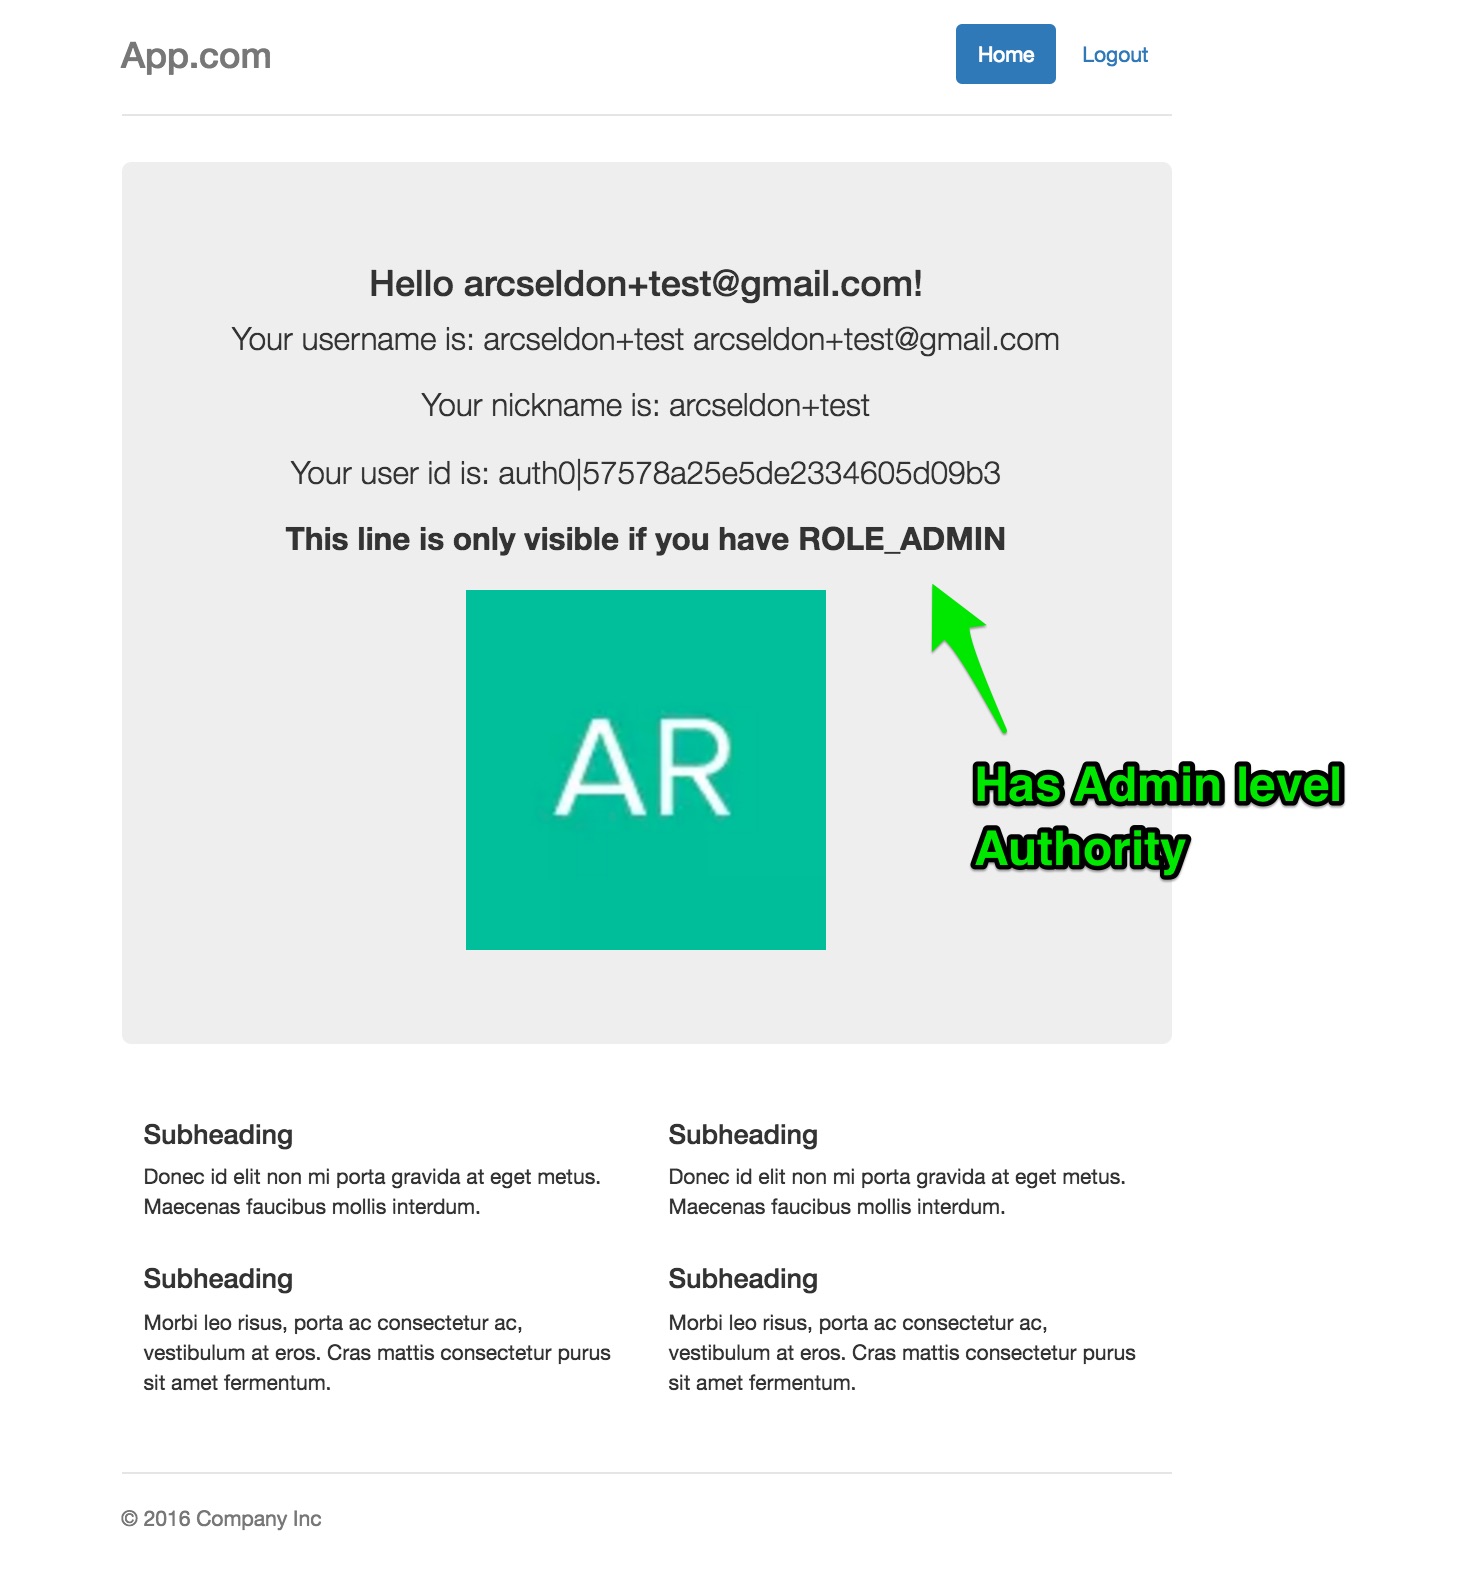 App.com
Home
Logout
Hello arcseldon+test@gmail.com!
Your username is: arcseldon+test arcseldon+test@gmail.com
Your nickname is: arcseldon+test
Your user id is: auth0|57578a25e5de2334605d09b3
This line is only visible if you have ROLE_ADMIN
AR
Has Admin level
Authority
Subheading
Donec id elit non mi porta gravida at eget metus.
Maecenas faucibus mollis interdum.
Subheading
Donec id elit non mi porta gravida at eget metus.
Maecenas faucibus mollis interdum.
Subheading
Morbi leo risus, porta ac consectetur ac,
vestibulum at eros. Cras mattis consectetur purus
sit amet fermentum.
Subheading
Morbi leo risus, porta ac consectetur ac,
vestibulum at eros. Cras mattis consectetur purus
sit amet fermentum.
© 2016 Company Inc